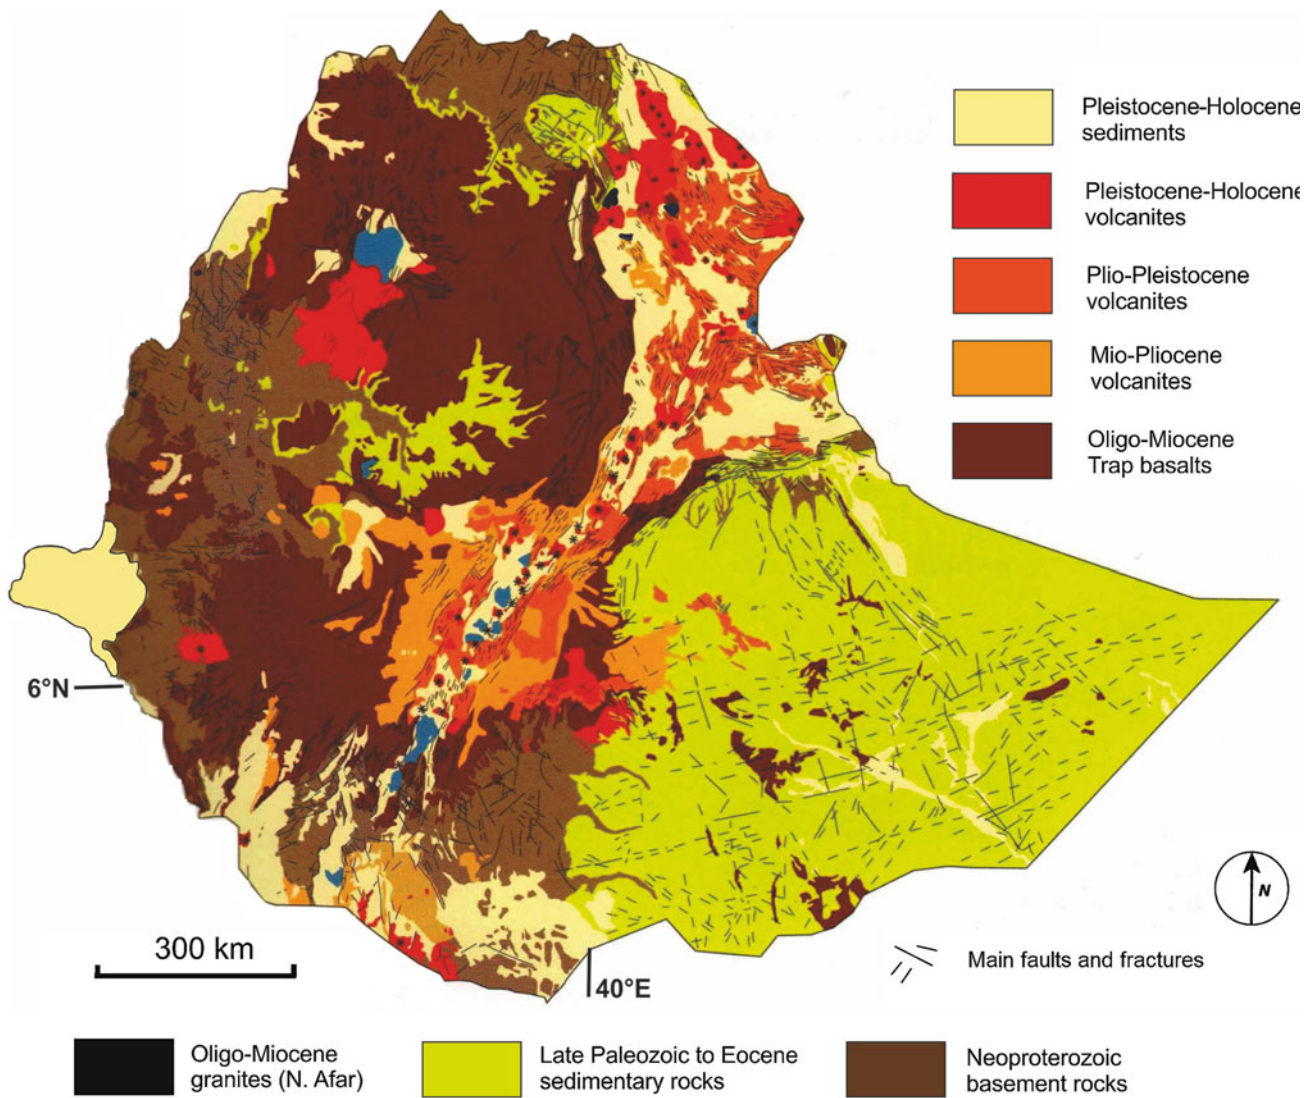 Pleistocene-Holocene
sediments
Pleistocene-Holocene
volcanites
Plio-Pleistocene
volcanites
Mio-Pliocene
volcanites
Oligo-Miocene
Trap basalts
6°N
300 km
40°E
N
Main faults and fractures
Oligo-Miocene
granites (N. Afar)
Late Paleozoic to Eocene
sedimentary rocks
Neoproterozoic
basement rocks